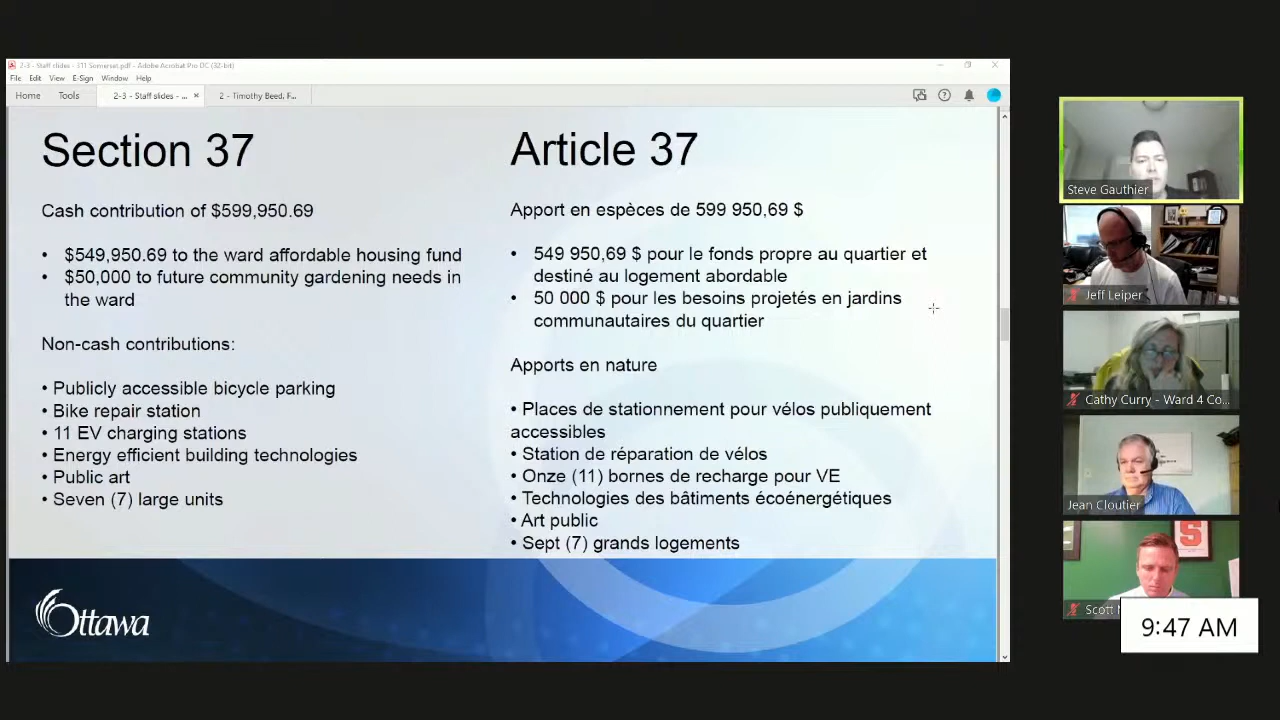 2-3 - Staff slides - 311 Somerset.pdf - Adobe Acrobat Pro DC (32-bit)
File Edit View E-Sign Window Help
Home Tools 2-3 - Staff slides - ... × 2 - Timothy Beed, F...
Section 37
Cash contribution of $599,950.69
• $549,950.69 to the ward affordable housing fund
• $50,000 to future community gardening needs in
the ward
Non-cash contributions:
• Publicly accessible bicycle parking
• Bike repair station
• 11 EV charging stations
• Energy efficient building technologies
• Public art
• Seven (7) large units
Article 37
Apport en espèces de 599 950,69 $
• 549 950,69 $ pour le fonds propre au quartier et
destiné au logement abordable
• 50 000 $ pour les besoins projetés en jardins
communautaires du quartier
Apports en nature
• Places de stationnement pour vélos publiquement
accessibles
• Station de réparation de vélos
• Onze (11) bornes de recharge pour VE
• Technologies des bâtiments écoénergétiques
• Art public
• Sept (7) grands logements
Ottawa
Steve Gauthier
Jeff Leiper
Cathy Curry - Ward 4 Co...
Jean Cloutier
Scott
9:47 AM